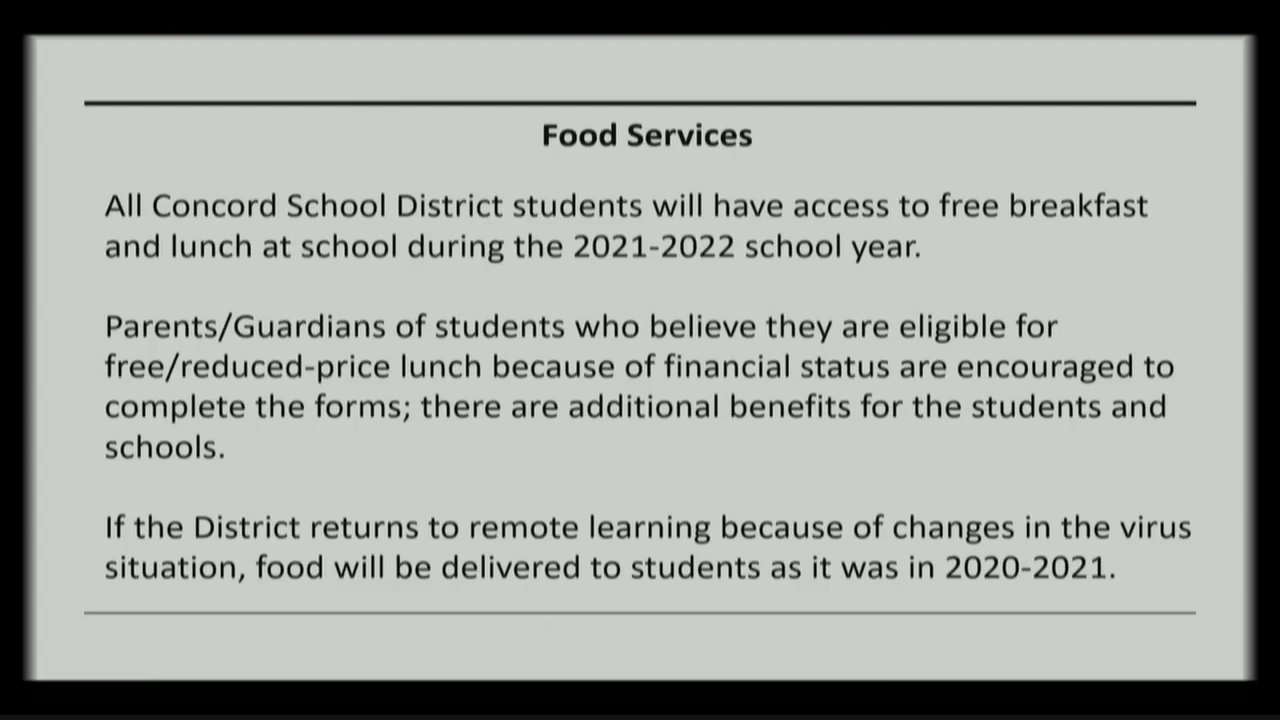 Food Services
All Concord School District students will have access to free breakfast
and lunch at school during the 2021-2022 school year.
Parents/Guardians of students who believe they are eligible for
free/reduced-price lunch because of financial status are encouraged to
complete the forms; there are additional benefits for the students and
schools.
If the District returns to remote learning because of changes in the virus
situation, food will be delivered to students as it was in 2020-2021.